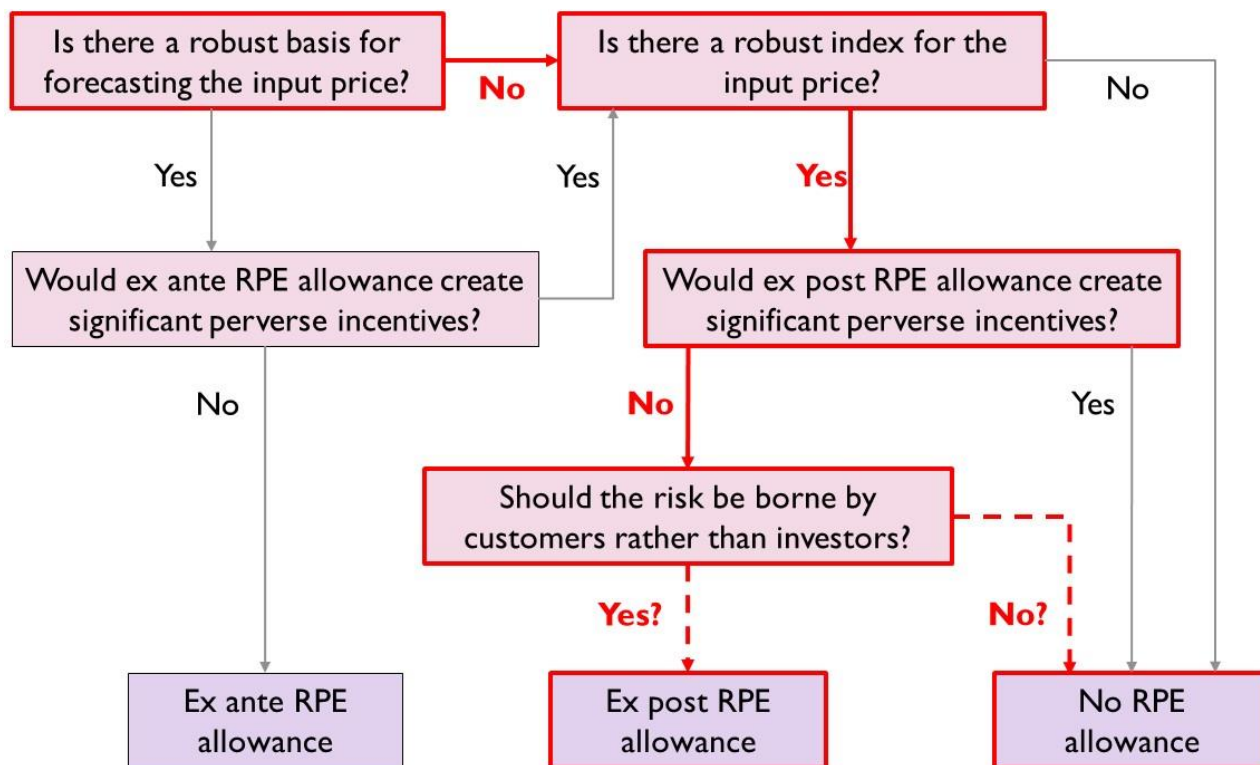 Is there a robust basis for
forecasting the input price?
No
Is there a robust index for the
input price?
No
Yes
Yes
Yes
Would ex ante RPE allowance create
significant perverse incentives?
Would ex post RPE allowance create
significant perverse incentives?
No
No
Yes
Should the risk be borne by
customers rather than investors?
Yes?
No?
Ex ante RPE
allowance
Ex post RPE
allowance
No RPE
allowance